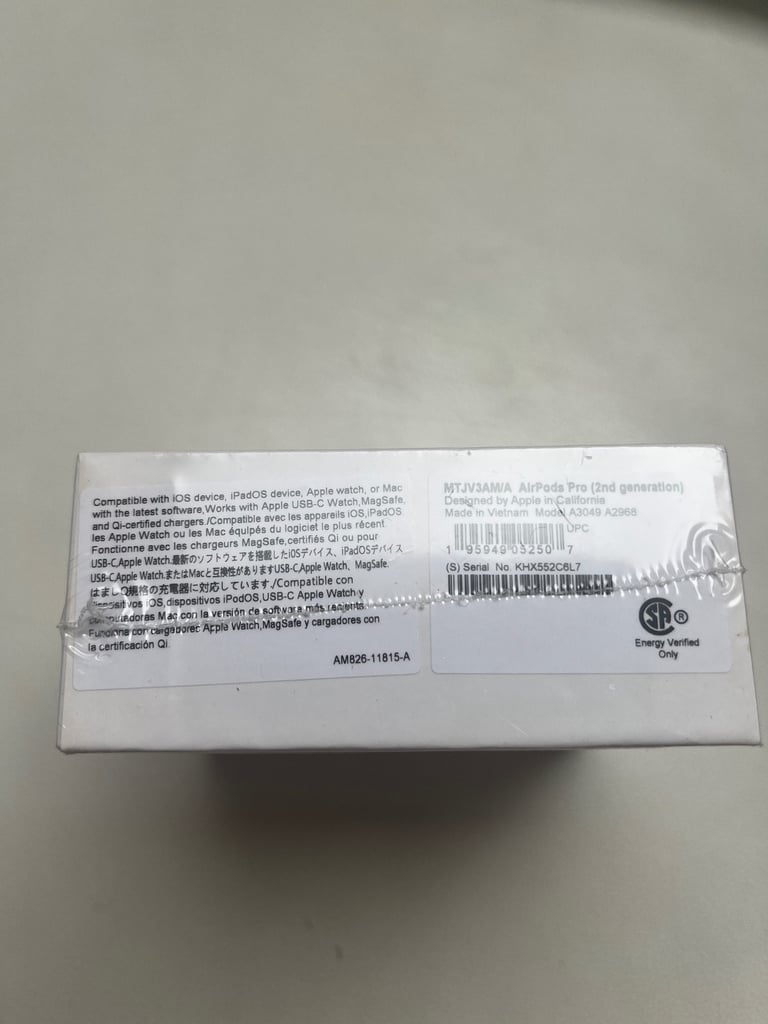 Compatible with iOS device, iPadOS device, Apple watch, or Mac
with the latest software,Works with Apple USB-C Watch,MagSafe,
and Qi-certified chargers./Compatible avec les appareils iOS,iPadOS
les Apple Watch ou les Mac équipés du logiciel le plus récent
Fonctionne avec les chargeurs MagSafe,certifiés Qi ou pour
USB-C,Apple Watch.最新のソフトウェアを搭載したiOSデバイス、iPadOSデバイス
USB-C,Apple Watch.またはMacと互換性がありますUSB-C,Apple Watch、MagSafe.
はましQ規格の充電器に対応しています./Compatible con
dispositivos iOS,dispositivos iPodOS,USB-C Apple Watch y
computadoras Mac con la versión de softwora más reciente.
Funciona con cargadores Apple Watch,MagSafe y cargadores con
la certificación Qi.
AM826-11815-A
MTJV3AM/A AirPods Pro (2nd generation)
Designed by Apple in California
Made in Vietnam Model A3049 A2968
UPC
1 95949 05250 7
(S) Serial No. KHX552C6L7
SA®
Energy Verified
Only